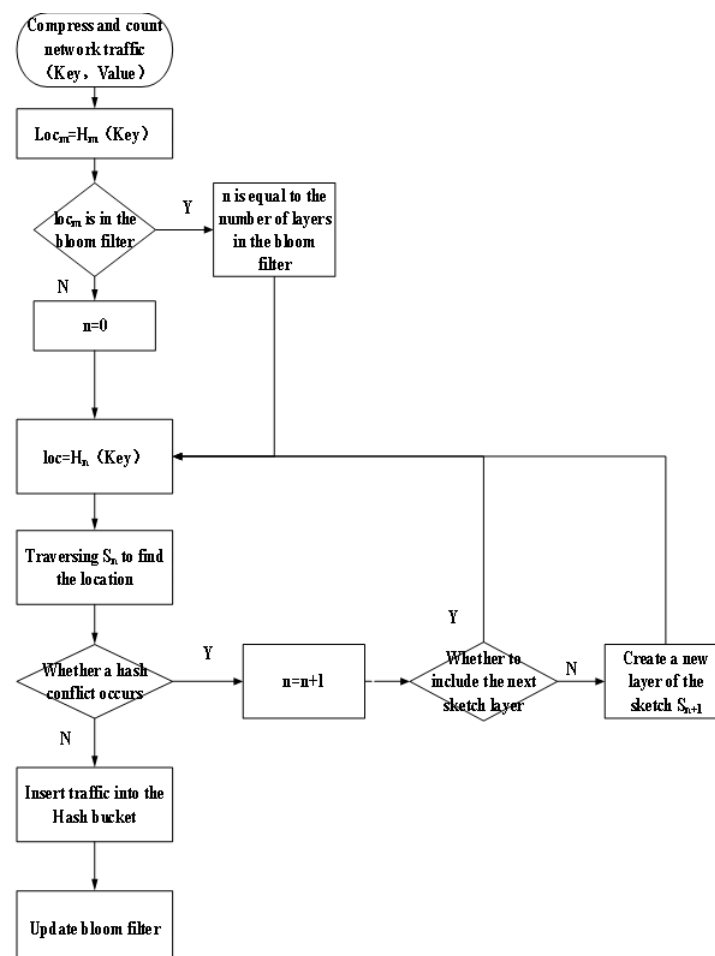 Compress and count
network traffic
（Key，Value）
Locₘ=Hₘ（Key）
locₘ is in the
bloom filter
Y
n is equal to the
number of layers
in the bloom
filter
N
n=0
loc=Hₙ（Key）
Traversing Sₙ to find
the location
Whether a hash
conflict occurs
Y
n=n+1
Y
Whether to
include the next
sketch layer
N
Create a new
layer of the
sketch Sₙ₊₁
N
Insert traffic into the
Hash bucket
Update bloom filter